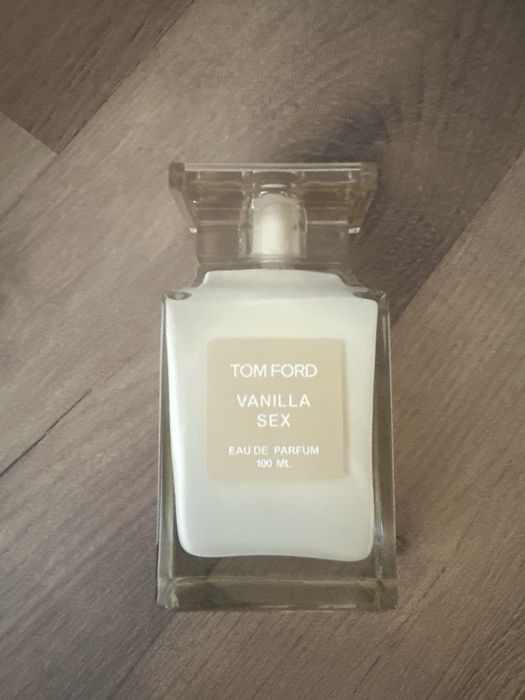 TOM FORD
VANILLA
SEX
EAU DE PARFUM
100 ML